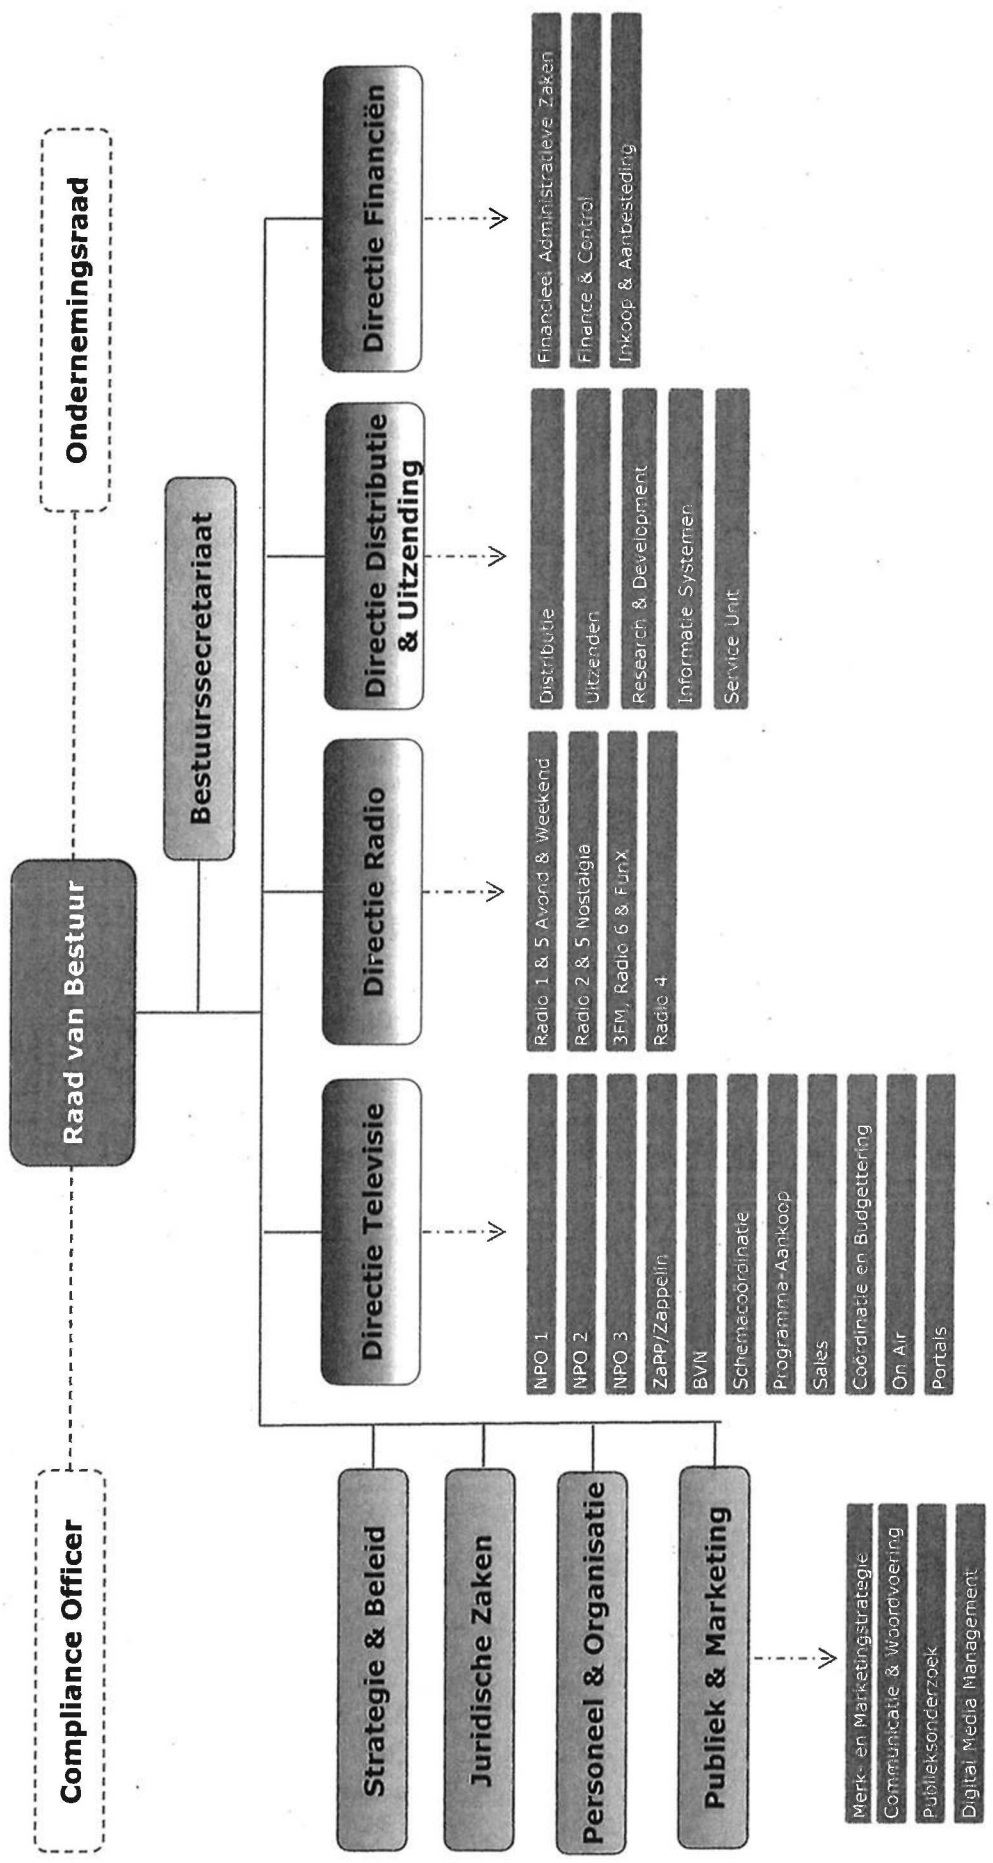 Compliance Officer
Raad van Bestuur
Ondernemingsraad
Bestuurssecretariaat
Strategie & Beleid
Juridische Zaken
Personeel & Organisatie
Publiek & Marketing
Merk- en Marketingstrategie
Communicatie & Woordvoering
Publieksonderzoek
Digital Media Management
Directie Televisie
NPO 1
NPO 2
NPO 3
ZaPP/Zappelin
BVN
Schemacoördinatie
Programma-Aankoop
Sales
Coördinatie en Budgettering
On Air
Portals
Directie Radio
Radio 1 & 5 Avond & Weekend
Radio 2 & 5 Nostalgia
3FM, Radio 6 & FunX
Radio 4
Directie Distributie
& Uitzending
Distributie
Uitzenden
Research & Development
Informatie Systemen
Service Unit
Directie Financiën
Financieel Administratieve Zaken
Finance & Control
Inkoop & Aanbesteding